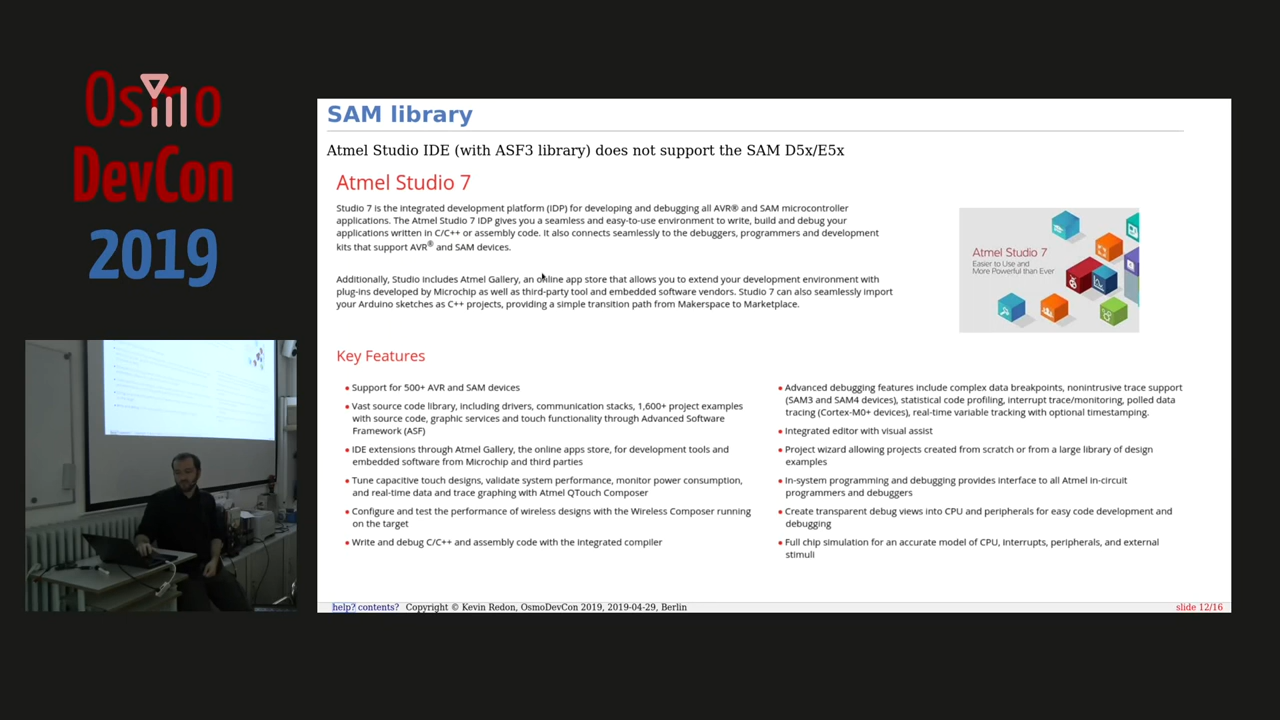 Osmo
DevCon
2019
SAM library
Atmel Studio IDE (with ASF3 library) does not support the SAM D5x/E5x
Atmel Studio 7
Studio 7 is the integrated development platform (IDP) for developing and debugging all AVR® and SAM microcontroller
applications. The Atmel Studio 7 IDP gives you a seamless and easy-to-use environment to write, build and debug your
applications written in C/C++ or assembly code. It also connects seamlessly to the debuggers, programmers and development
kits that support AVR® and SAM devices.
Additionally, Studio includes Atmel Gallery, an online app store that allows you to extend your development environment with
plug-ins developed by Microchip as well as third-party tool and embedded software vendors. Studio 7 can also seamlessly import
your Arduino sketches as C++ projects, providing a simple transition path from Makerspace to Marketplace.
Atmel Studio 7
Easier to Use and
More Powerful than Ever
Key Features
• Support for 500+ AVR and SAM devices
• Vast source code library, including drivers, communication stacks, 1,600+ project examples
with source code, graphic services and touch functionality through Advanced Software
Framework (ASF)
• IDE extensions through Atmel Gallery, the online apps store, for development tools and
embedded software from Microchip and third parties
• Tune capacitive touch designs, validate system performance, monitor power consumption,
and real-time data and trace graphing with Atmel QTouch Composer
• Configure and test the performance of wireless designs with the Wireless Composer running
on the target
• Write and debug C/C++ and assembly code with the integrated compiler
• Advanced debugging features include complex data breakpoints, nonintrusive trace support
(SAM3 and SAM4 devices), statistical code profiling, interrupt trace/monitoring, polled data
tracing (Cortex-M0+ devices), real-time variable tracking with optional timestamping.
• Integrated editor with visual assist
• Project wizard allowing projects created from scratch or from a large library of design
examples
• In-system programming and debugging provides interface to all Atmel in-circuit
programmers and debuggers
• Create transparent debug views into CPU and peripherals for easy code development and
debugging
• Full chip simulation for an accurate model of CPU, interrupts, peripherals, and external
stimuli
help? contents? Copyright © Kevin Redon, OsmoDevCon 2019, 2019-04-29, Berlin
slide 12/16